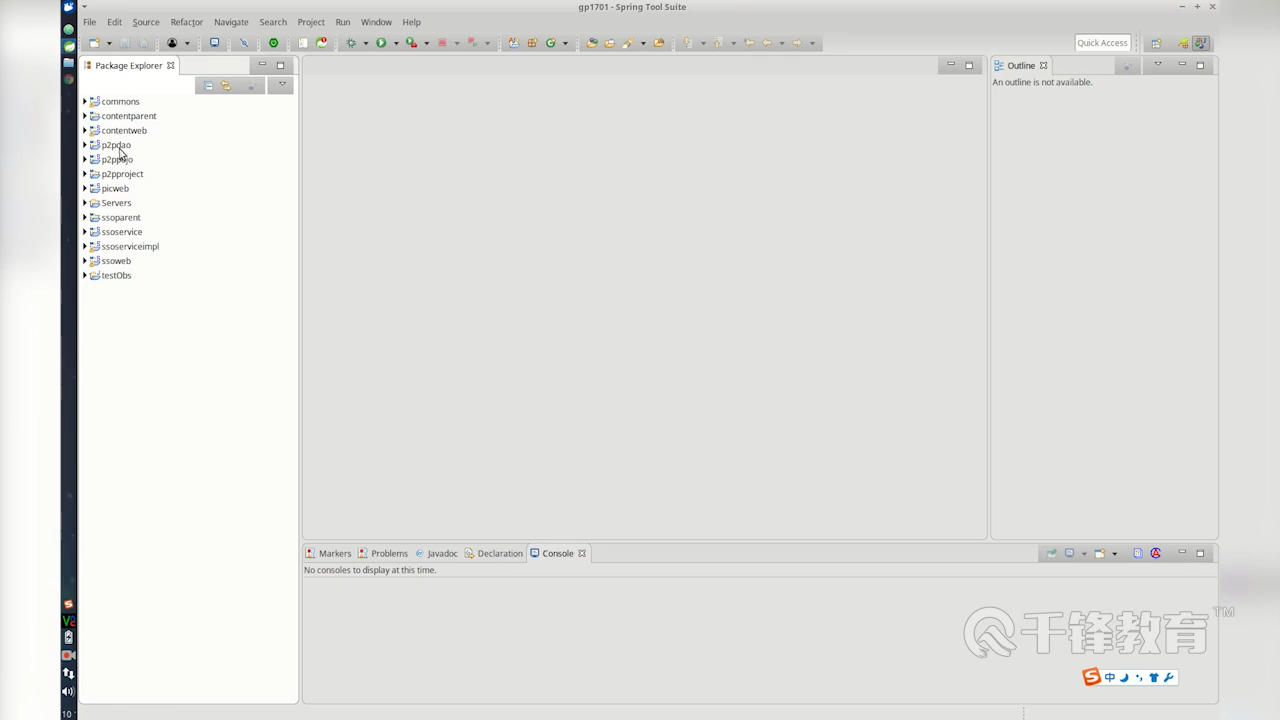 gp1701 - Spring Tool Suite
File Edit Source Refactor Navigate Search Project Run Window Help
Quick Access
Package Explorer
commons
contentparent
contentweb
p2pdao
p2ppojo
p2pproject
picweb
Servers
ssoparent
ssoservice
ssoserviceimpl
ssoweb
testObs
Outline
An outline is not available.
Markers Problems Javadoc Declaration Console
No consoles to display at this time.
千锋教育 TM
中
10